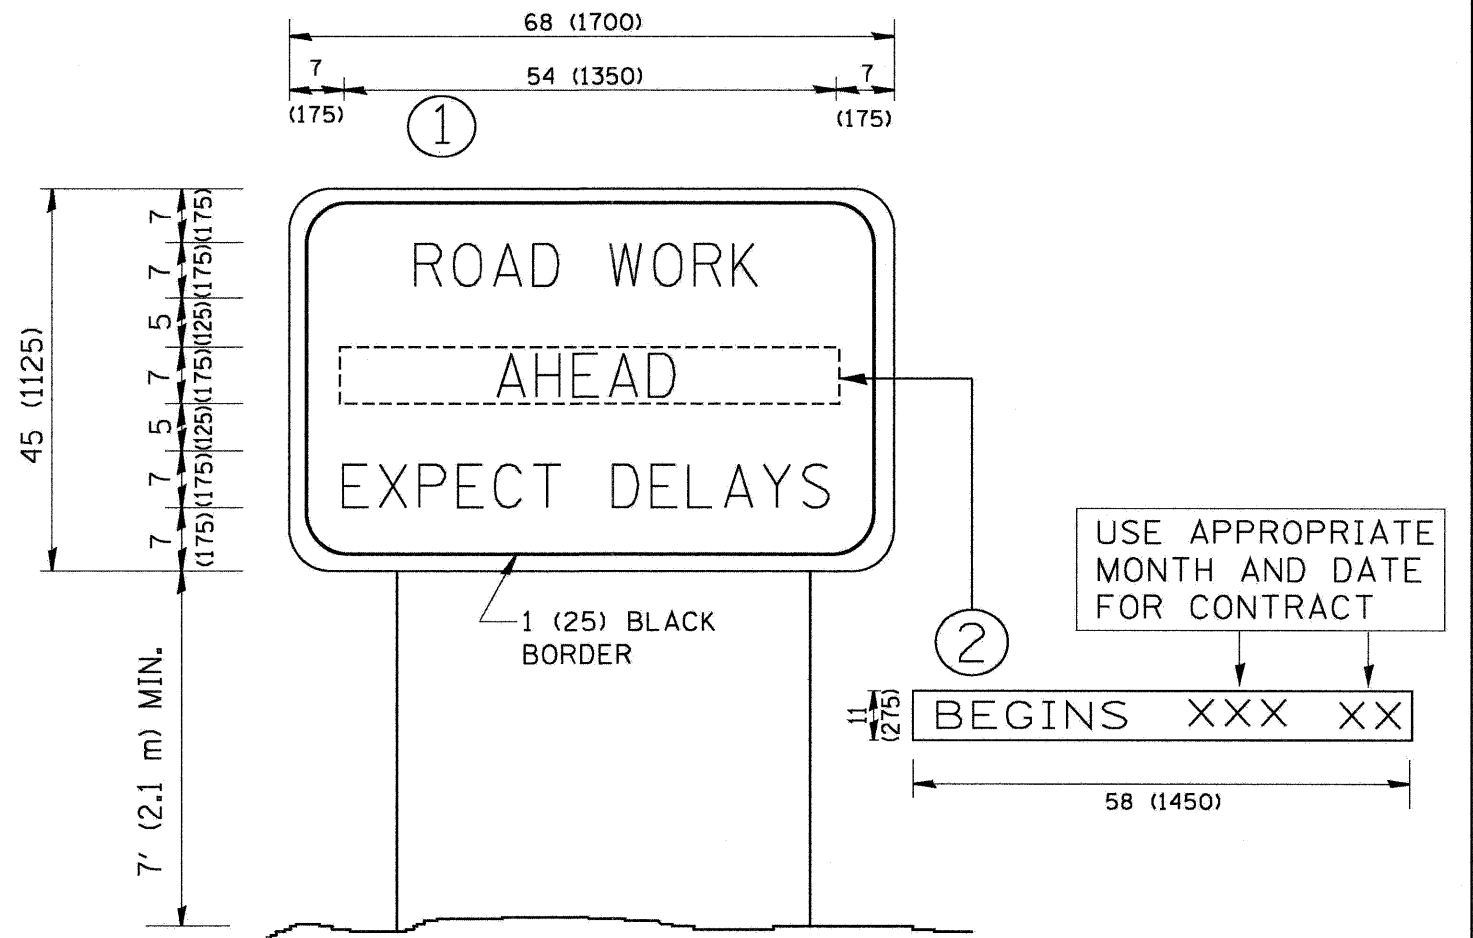 68 (1700)
7
54 (1350)
7
(175)
(175)
1
7
(175)
7
(175)
5
(125)
7
(175)
5
(125)
7
(175)
7
(175)
45 (1125)
ROAD WORK
AHEAD
EXPECT DELAYS
1 (25) BLACK
BORDER
7' (2.1 m) MIN.
2
USE APPROPRIATE
MONTH AND DATE
FOR CONTRACT
11
(275)
BEGINS XXX XX
58 (1450)